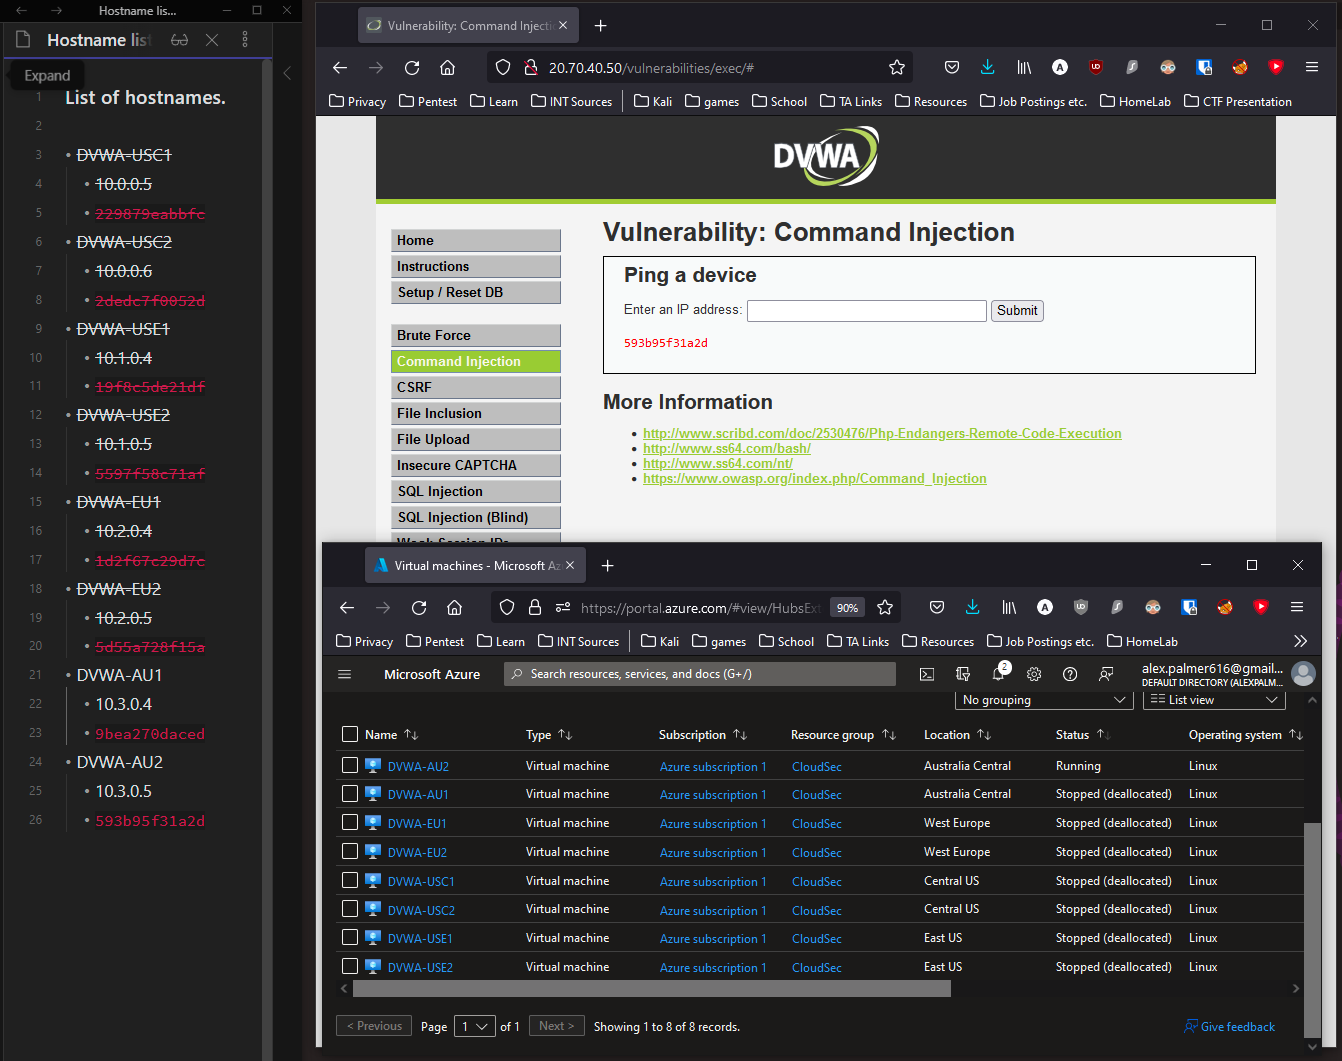 Hostname lis...
Hostname lis
Expand
1 List of hostnames.
2
3 • DVWA-USC1
4 • 10.0.0.5
5 • 229879eabbfc
6 • DVWA-USC2
7 • 10.0.0.6
8 • 2dedc7f0052d
9 • DVWA-USE1
10 • 10.1.0.4
11 • 19f8c5de21df
12 • DVWA-USE2
13 • 10.1.0.5
14 • 5597f58c71af
15 • DVWA-EU1
16 • 10.2.0.4
17 • 1d2f67c29d7c
18 • DVWA-EU2
19 • 10.2.0.5
20 • 5d55a728f15a
21 • DVWA-AU1
22 • 10.3.0.4
23 • 9bea270daced
24 • DVWA-AU2
25 • 10.3.0.5
26 • 593b95f31a2d
Vulnerability: Command Injectio
20.70.40.50/vulnerabilities/exec/#
Privacy Pentest Learn INT Sources Kali games School TA Links Resources Job Postings etc. HomeLab CTF Presentation
DVWA
Home
Instructions
Setup / Reset DB
Brute Force
Command Injection
CSRF
File Inclusion
File Upload
Insecure CAPTCHA
SQL Injection
SQL Injection (Blind)
Weak Session IDs
Vulnerability: Command Injection
Ping a device
Enter an IP address: Submit
593b95f31a2d
More Information
• http://www.scribd.com/doc/2530476/Php-Endangers-Remote-Code-Execution
• http://www.ss64.com/bash/
• http://www.ss64.com/nt/
• https://www.owasp.org/index.php/Command_Injection
Virtual machines - Microsoft Az
https://portal.azure.com/#view/HubsExt 90%
Privacy Pentest Learn INT Sources Kali games School TA Links Resources Job Postings etc. HomeLab
Microsoft Azure Search resources, services, and docs (G+/) 2 alex.palmer616@gmail...
DEFAULT DIRECTORY (ALEXPALM...
No grouping List view
Name Type Subscription Resource group Location Status Operating system
DVWA-AU2 Virtual machine Azure subscription 1 CloudSec Australia Central Running Linux
DVWA-AU1 Virtual machine Azure subscription 1 CloudSec Australia Central Stopped (deallocated) Linux
DVWA-EU1 Virtual machine Azure subscription 1 CloudSec West Europe Stopped (deallocated) Linux
DVWA-EU2 Virtual machine Azure subscription 1 CloudSec West Europe Stopped (deallocated) Linux
DVWA-USC1 Virtual machine Azure subscription 1 CloudSec Central US Stopped (deallocated) Linux
DVWA-USC2 Virtual machine Azure subscription 1 CloudSec Central US Stopped (deallocated) Linux
DVWA-USE1 Virtual machine Azure subscription 1 CloudSec East US Stopped (deallocated) Linux
DVWA-USE2 Virtual machine Azure subscription 1 CloudSec East US Stopped (deallocated) Linux
< Previous Page 1 of 1 Next > Showing 1 to 8 of 8 records. Give feedback